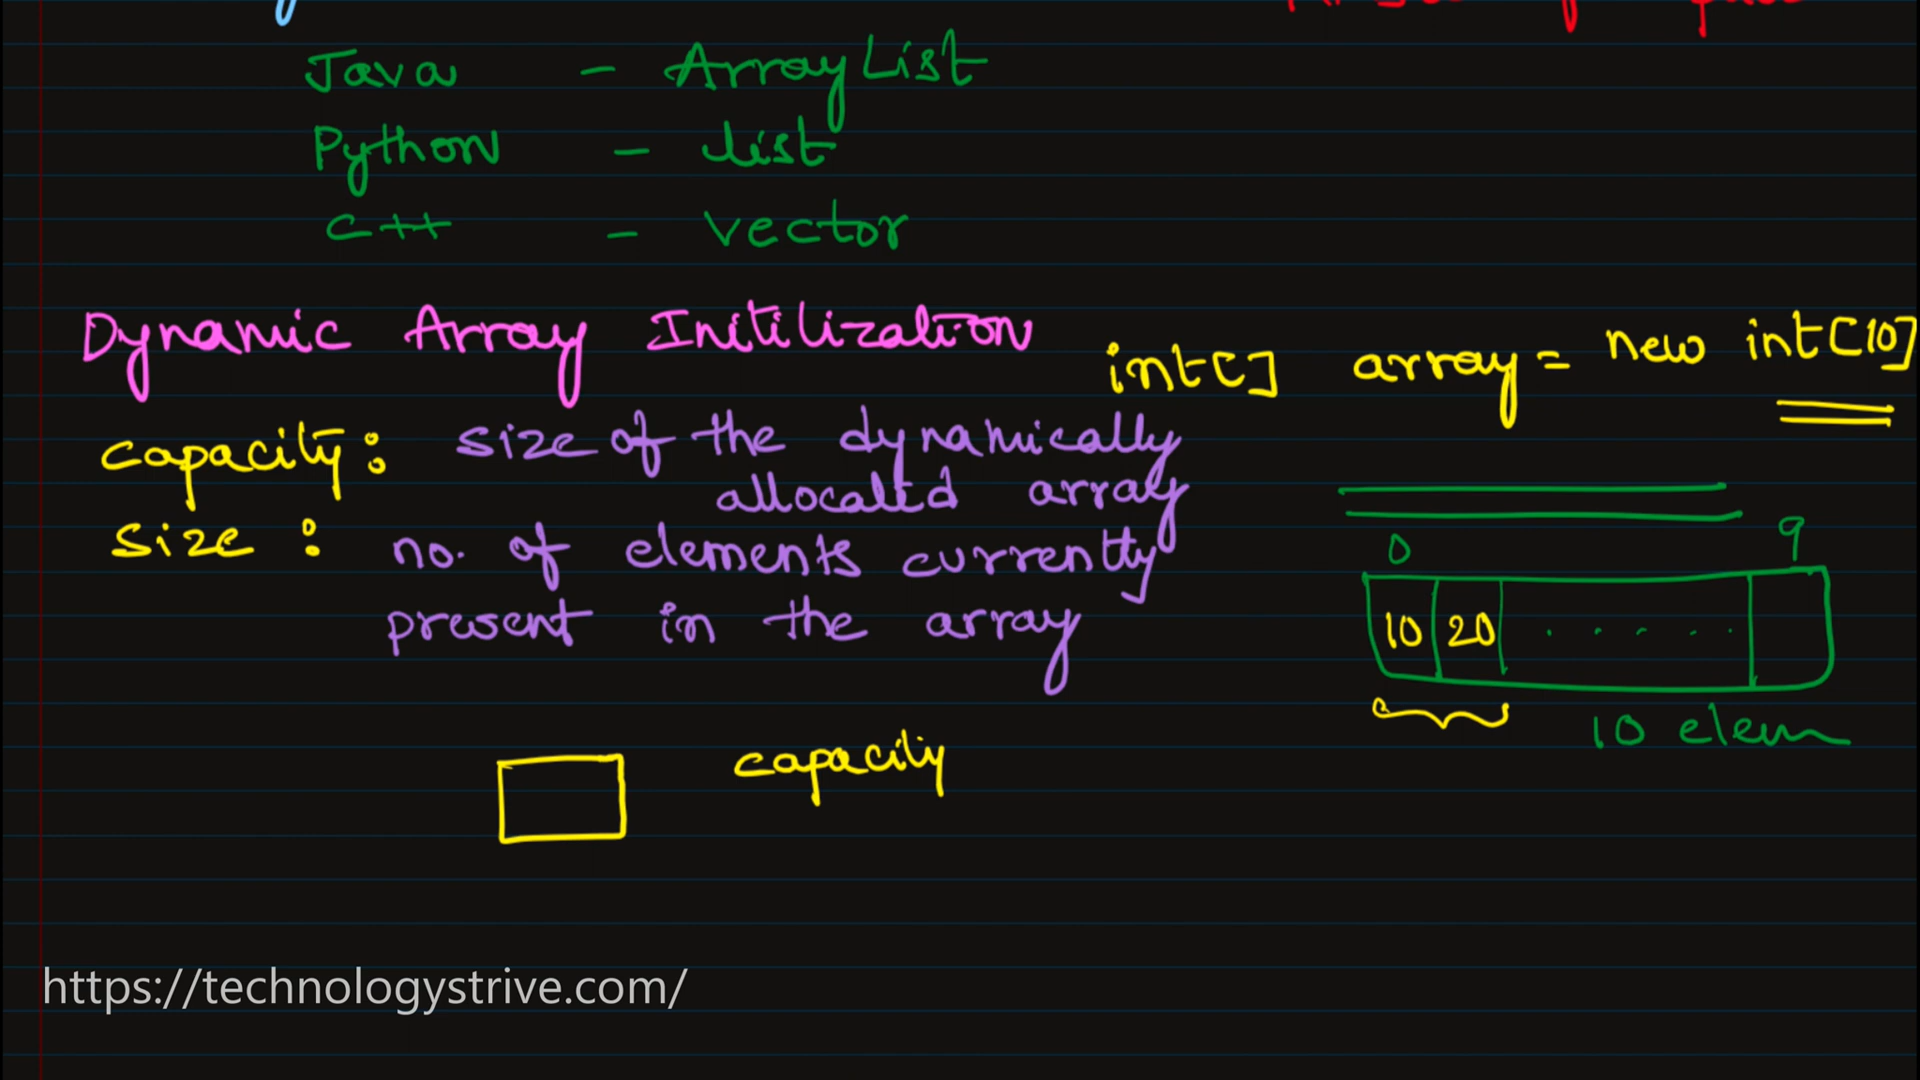 Java - ArrayList
Python - list
C++ - vector
Dynamic Array Initilization
int[] array = new int[10]
capacity: size of the dynamically
allocated array
size : no. of elements currently
present in the array
0 9
10 20 . . . . .
10 elem
capacity
https://technologystrive.com/